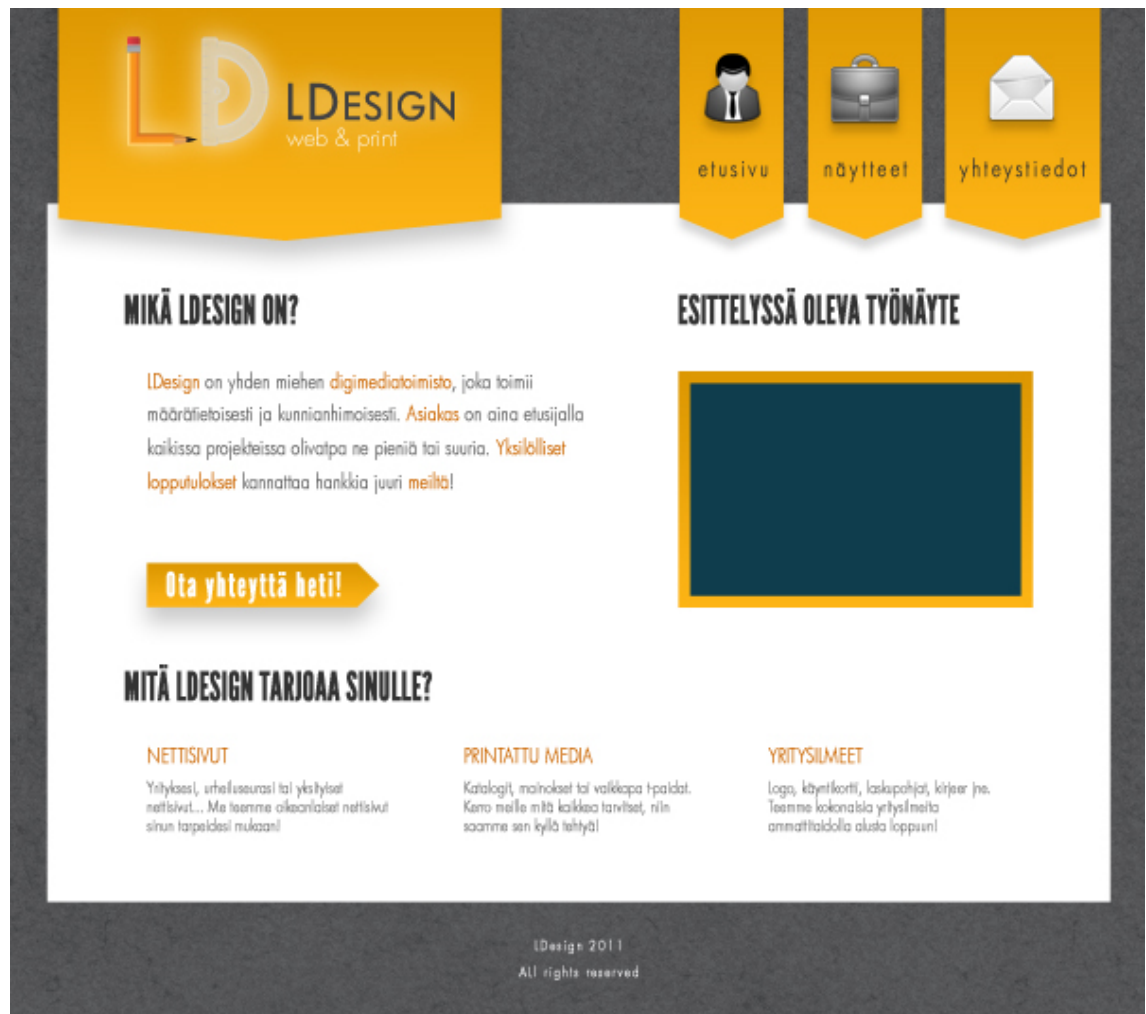 LD LDESIGN
web & print
etusivu
näytteet
yhteystiedot
MIKÄ LDESIGN ON?
LDesign on yhden miehen digimediatoimisto, joka toimii
määrätietoisesti ja kunnianhimoisesti. Asiakas on aina etusijalla
kaikissa projekteissa olivatpa ne pieniä tai suuria. Yksilölliset
lopputulokset kannattaa hankkia juuri meiltä!
Ota yhteyttä heti!
ESITTELYSSÄ OLEVA TYÖNÄYTE
MITÄ LDESIGN TARJOAA SINULLE?
NETTISIVUT
Yrityksesi, urheiluseurasi tai yksityiset
nettisivut... Me teemme oikeanlaiset nettisivut
sinun tarpeidesi mukaan!
PRINTATTU MEDIA
Katalogit, mainokset tai vaikkapa t-paidat.
Kerro meille mitä kaikkea tarvitset, niin
saamme sen kyllä tehtyä!
YRITYSILMEET
Logo, käyntikortti, laskupohjat, kirjeer jne.
Teemme kokonaisia yritysilmeitä
ammattitaidolla alusta loppuun!
LDesign 2011
All rights reserved